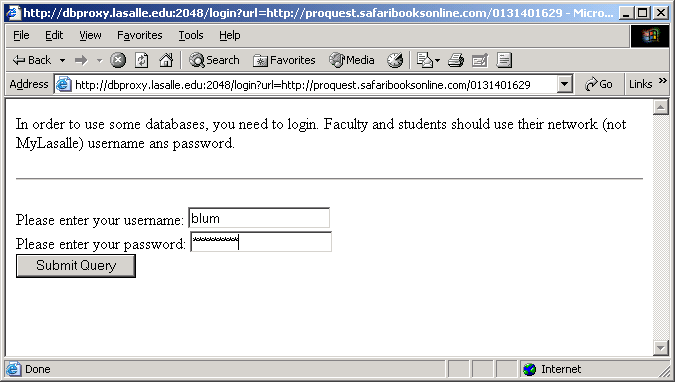 http://dbproxy.lasalle.edu:2048/login?url=http://proquest.safaribooksonline.com/0131401629 - Micro...
File Edit View Favorites Tools Help
Back Search Favorites Media
Address http://dbproxy.lasalle.edu:2048/login?url=http://proquest.safaribooksonline.com/0131401629 Go Links »
In order to use some databases, you need to login. Faculty and students should use their network (not
MyLasalle) username ans password.
Please enter your username: blum
Please enter your password: **********
Submit Query
Done Internet